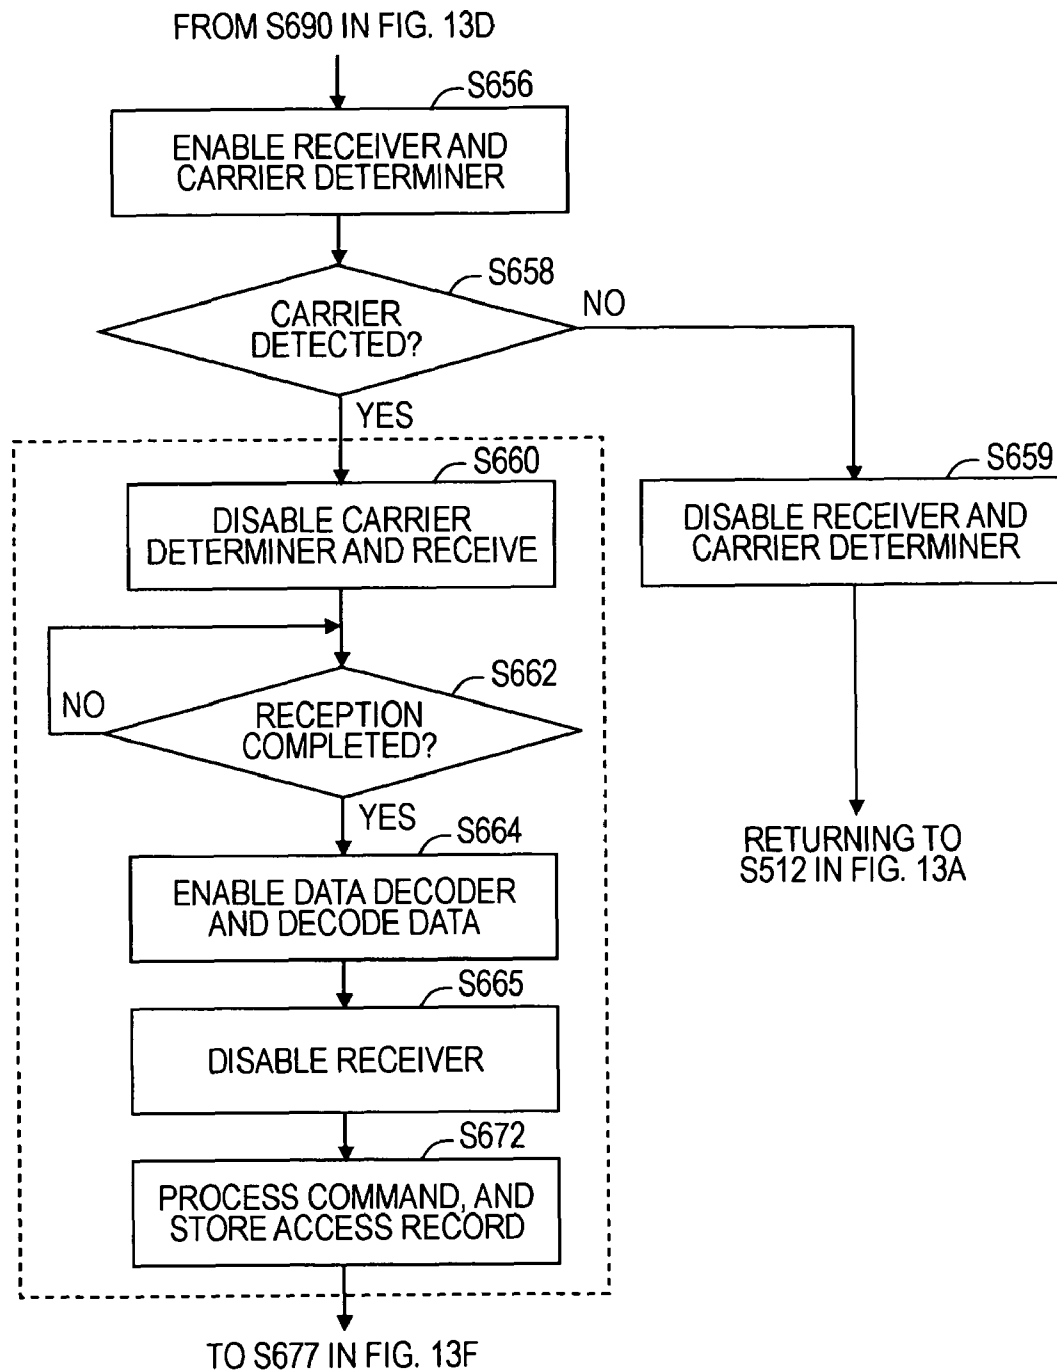 FROM S690 IN FIG. 13D
S656
ENABLE RECEIVER AND
CARRIER DETERMINER
S658
CARRIER
DETECTED?
NO
YES
S660
DISABLE CARRIER
DETERMINER AND RECEIVE
S659
DISABLE RECEIVER AND
CARRIER DETERMINER
S662
RECEPTION
COMPLETED?
NO
YES
RETURNING TO
S512 IN FIG. 13A
S664
ENABLE DATA DECODER
AND DECODE DATA
S665
DISABLE RECEIVER
S672
PROCESS COMMAND, AND
STORE ACCESS RECORD
TO S677 IN FIG. 13F